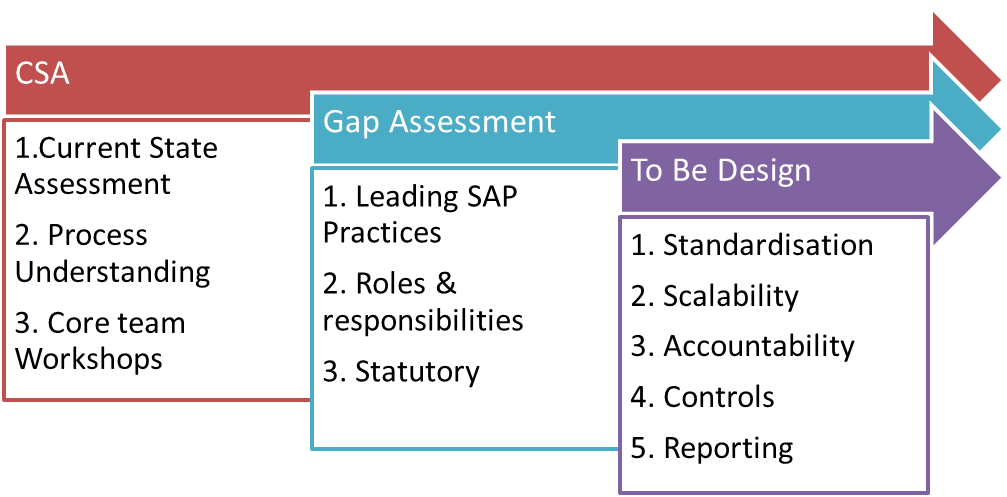 CSA
1.Current State
Assessment
2. Process
Understanding
3. Core team
Workshops
Gap Assessment
1. Leading SAP
Practices
2. Roles &
responsibilities
3. Statutory
To Be Design
1. Standardisation
2. Scalability
3. Accountability
4. Controls
5. Reporting